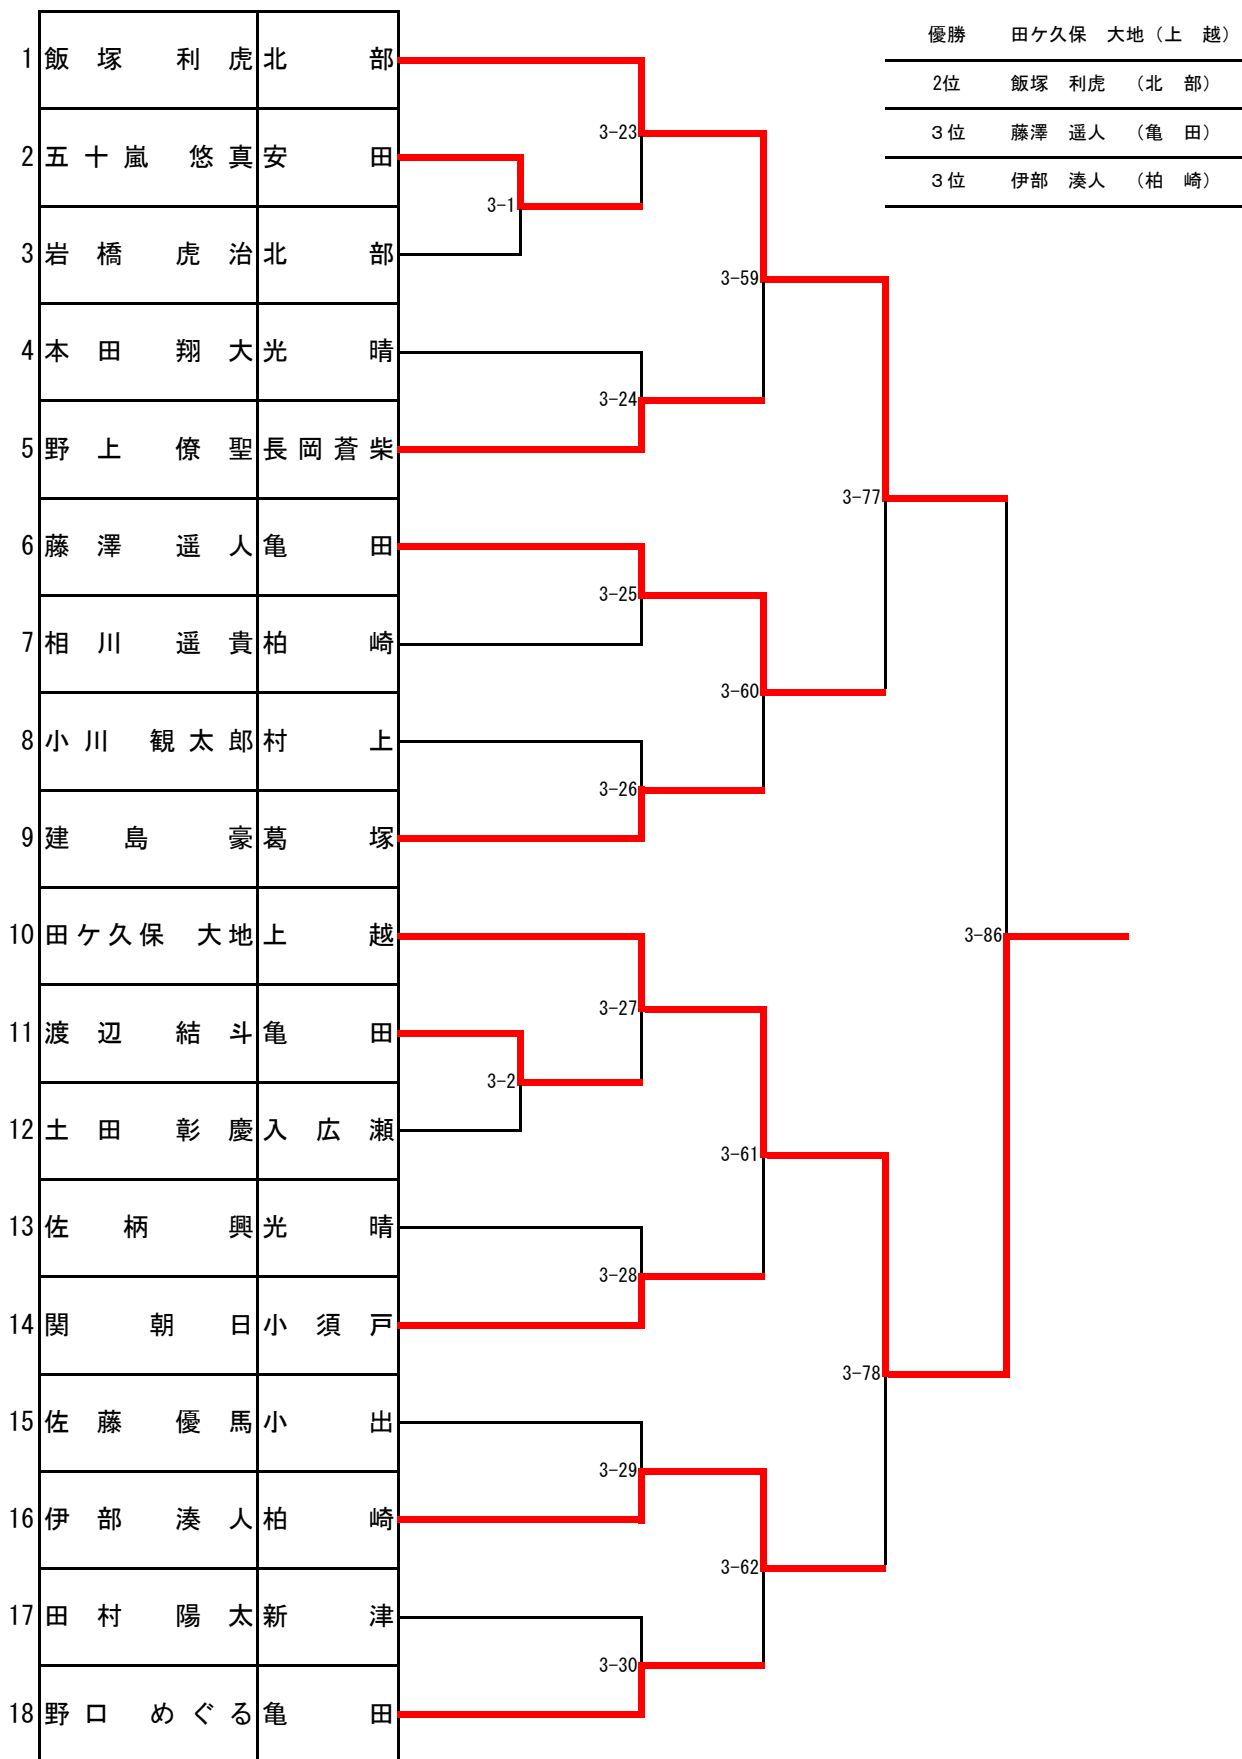 優勝　田ケ久保　大地（上　越）
1 飯塚　利虎 北部
2位　飯塚　利虎　（北　部）
3-23
３位　藤澤　遥人　（亀　田）
2 五十嵐　悠真 安田
３位　伊部　湊人　（柏　崎）
3-1
3 岩橋　虎治 北部
3-59
4 本田　翔大 光晴
3-24
5 野上　僚聖 長岡蒼柴
3-77
6 藤澤　遥人 亀田
3-25
7 相川　遥貴 柏崎
3-60
8 小川　観太郎 村上
3-26
9 建島　豪 葛塚
10 田ケ久保　大地 上越
3-86
3-27
11 渡辺　結斗 亀田
3-2
12 土田　彰慶 入広瀬
3-61
13 佐柄　興 光晴
3-28
14 関　朝日 小須戸
3-78
15 佐藤　優馬 小出
3-29
16 伊部　湊人 柏崎
3-62
17 田村　陽太 新津
3-30
18 野口　めぐる 亀田